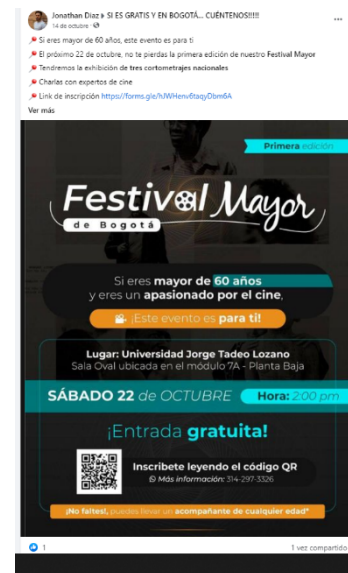 Jonathan Diaz ▸ SI ES GRATIS Y EN BOGOTÁ... CUÉNTENOS!!!!!
14 de octubre
Si eres mayor de 60 años, este evento es para ti
El próximo 22 de octubre, no te pierdas la primera edición de nuestro Festival Mayor
Tendremos la exhibición de tres cortometrajes nacionales
Charlas con expertos de cine
Link de inscripción https://forms.gle/hJWHenv6taqyDbm6A
Ver más
Primera edición
Festival Mayor
de Bogotá
Si eres mayor de 60 años
y eres un apasionado por el cine,
¡Este evento es para ti!
Lugar: Universidad Jorge Tadeo Lozano
Sala Oval ubicada en el módulo 7A - Planta Baja
SÁBADO 22 de OCTUBRE Hora: 2:00 pm
¡Entrada gratuita!
Inscribete leyendo el código QR
Más información: 314-297-3326
¡No faltes!, puedes llevar un acompañante de cualquier edad*
1
1 vez compartido